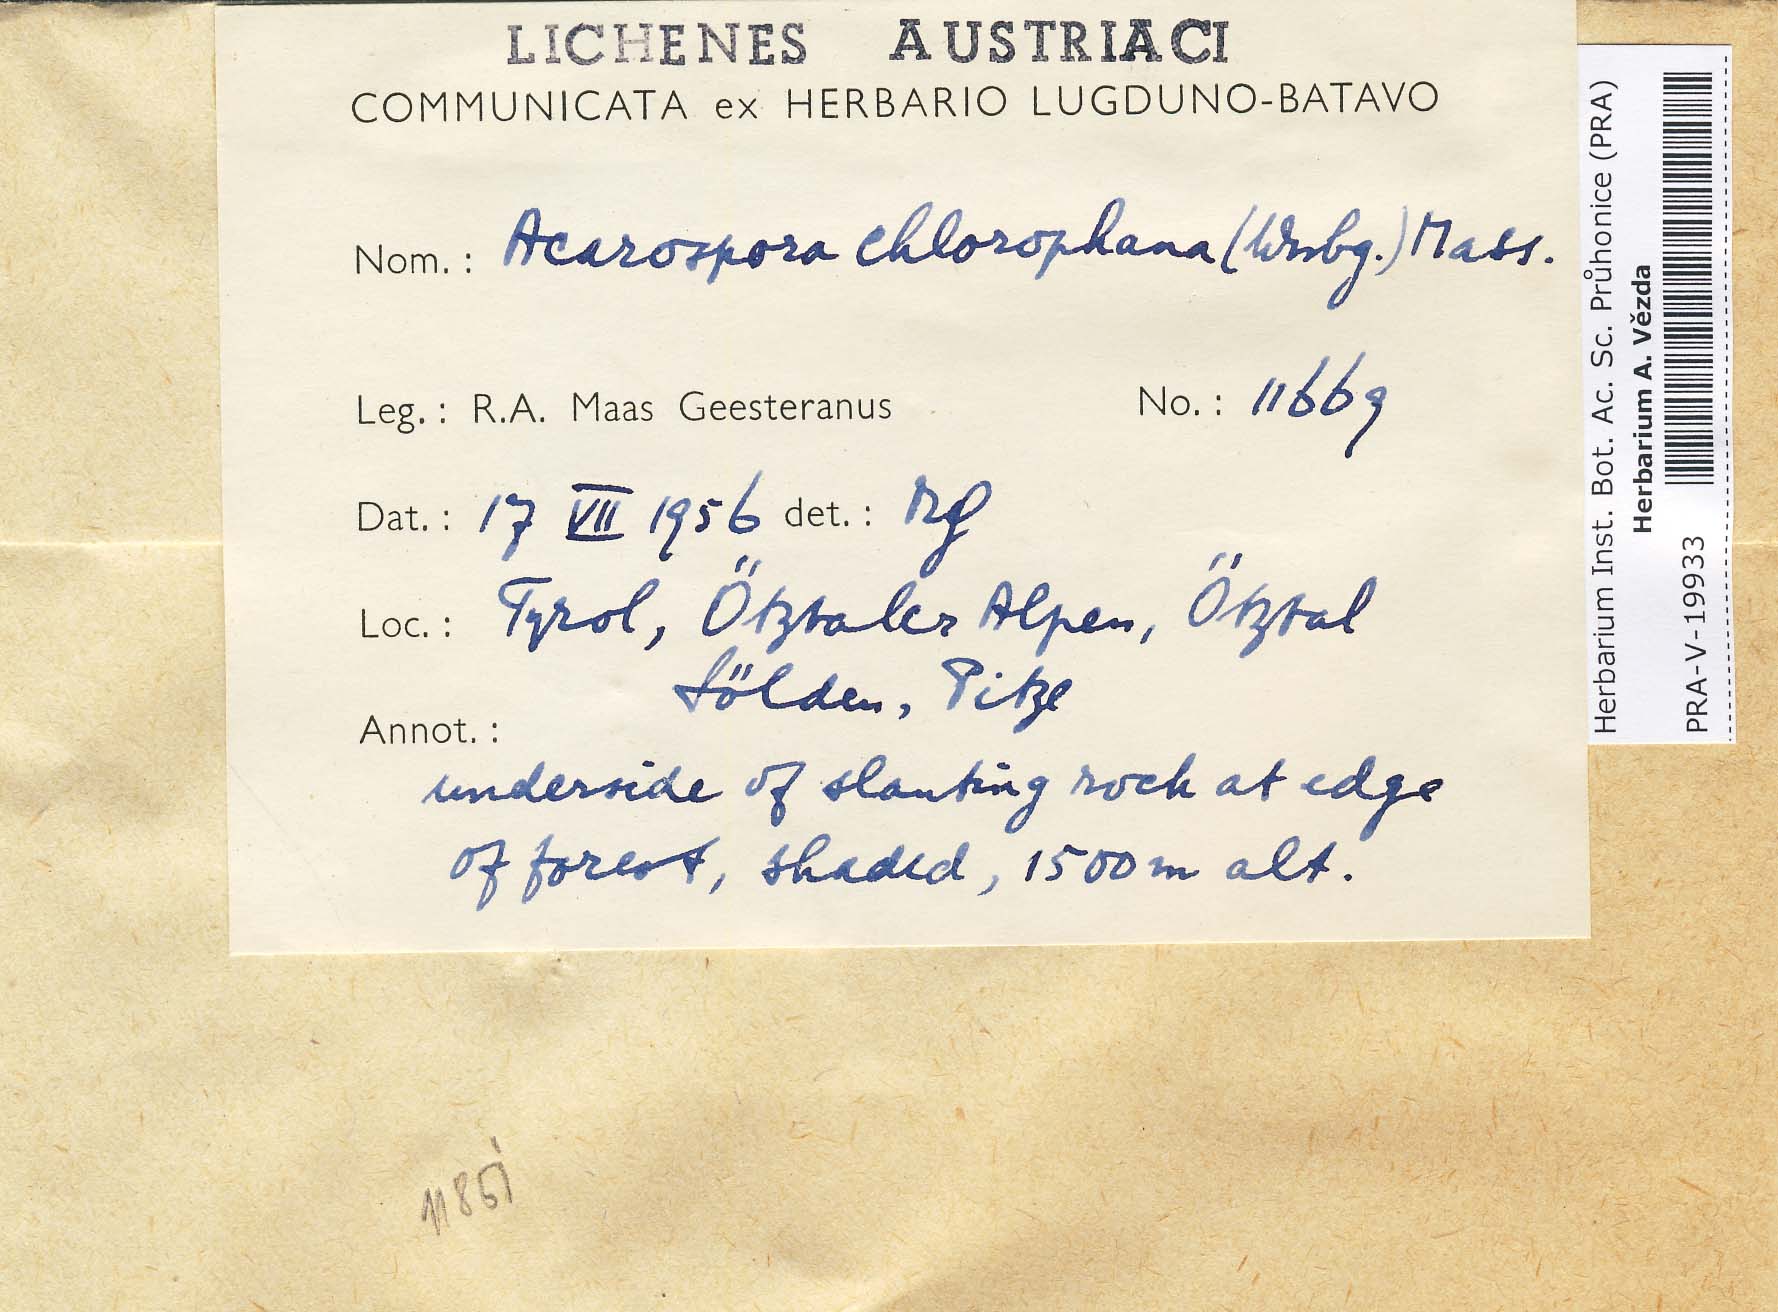 LICHENES AUSTRIACI
COMMUNICATA ex HERBARIO LUGDUNO-BATAVO
Nom. : Acarospora chlorophana (Wnbg.) Mass.
Leg. : R.A. Maas Geesteranus No. : 11669
Dat. : 17 VII 1956 det. : Mg
Loc. : Tyrol, Ötztaler Alpen, Ötztal
Sölden, Pitze
Annot. :
underside of slanting rock at edge
of forest, shaded, 1500 m alt.
Herbarium Inst. Bot. Ac. Sc. Průhonice (PRA)
Herbarium A. Vězda
PRA-V-19933